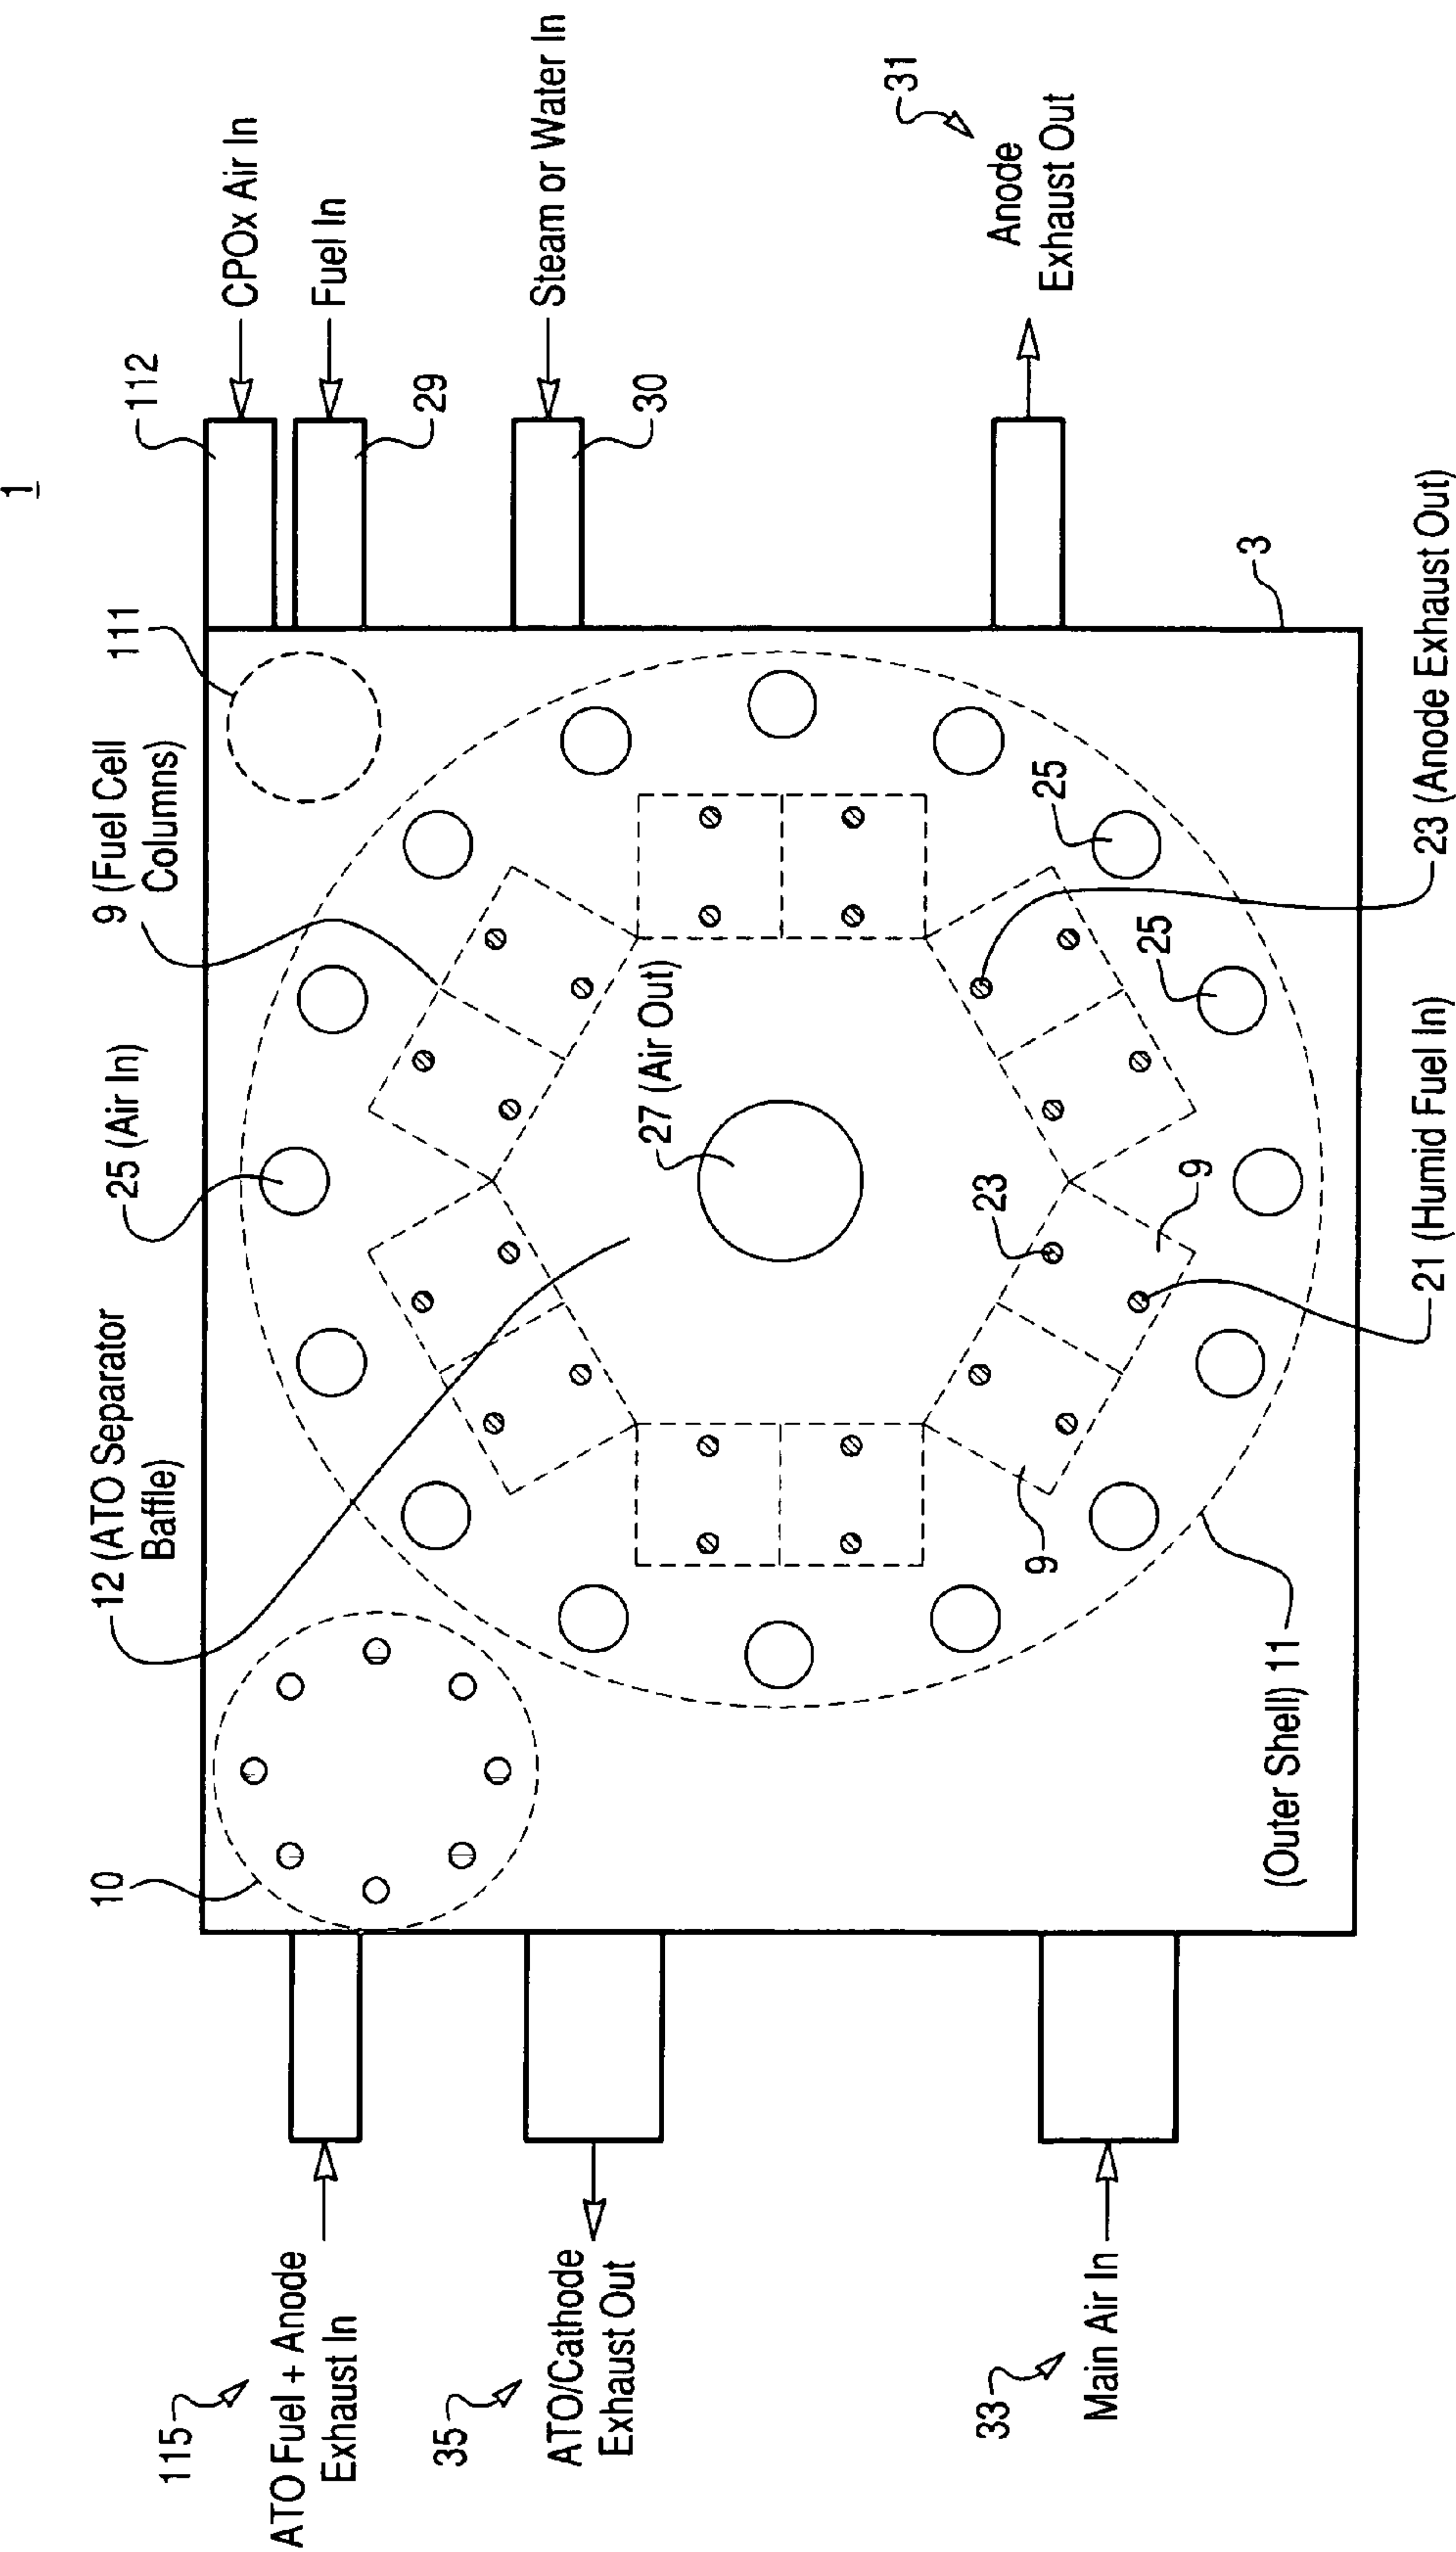 1
CPOx Air In
Fuel In
Steam or Water In
31
Anode
Exhaust Out
112
29
30
111
3
9 (Fuel Cell
Columns)
25 (Air In)
12 (ATO Separator
Baffle)
10
27 (Air Out)
25
25
23
9
9
23 (Anode Exhaust Out)
21 (Humid Fuel In)
(Outer Shell) 11
115
ATO Fuel + Anode
Exhaust In
35
ATO/Cathode
Exhaust Out
33
Main Air In